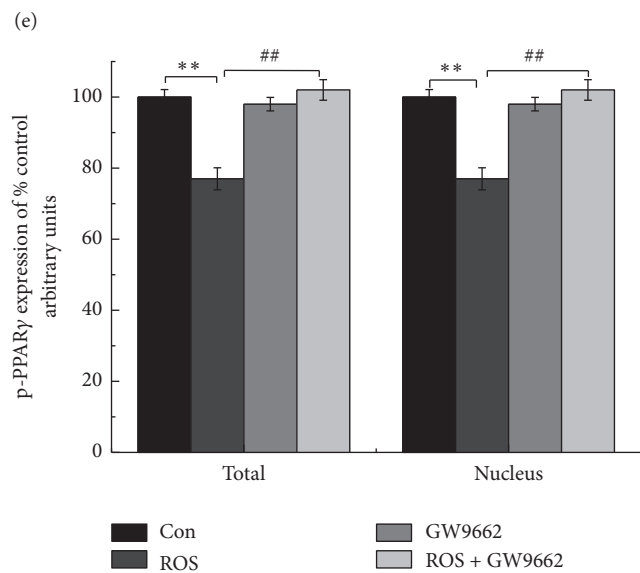 (e)
** ## ** ##
100
80
60
40
20
0
p-PPARγ expression of % control
arbitrary units
Total Nucleus
Con GW9662
ROS ROS + GW9662